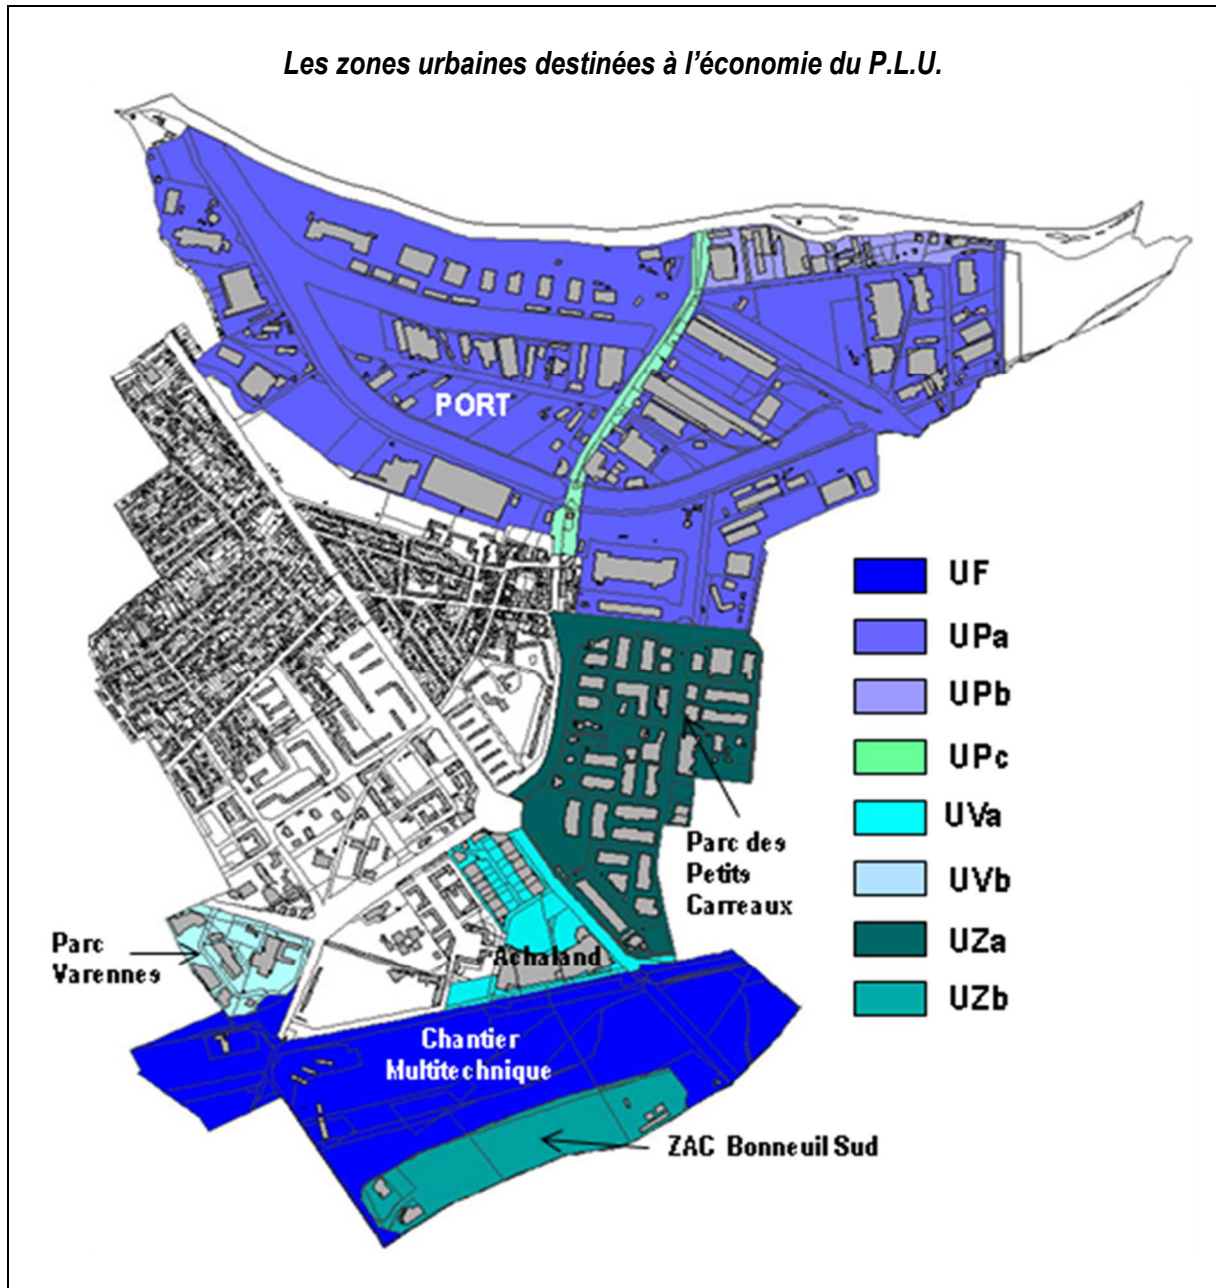 Les zones urbaines destinées à l'économie du P.L.U.
PORT
UF
UPa
UPb
UPc
UVa
UVb
UZa
UZb
Parc des
Petits
Carreaux
Parc
Varennes
Achaland
Chantier
Multitechnique
ZAC Bonneuil Sud